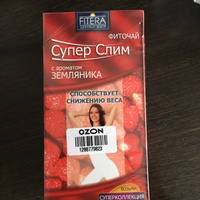 FITERA
ФИТОЧАЙ
Супер Слим
с ароматом
ЗЕМЛЯНИКА
СПОСОБСТВУЕТ
СНИЖЕНИЮ ВЕСА
OZON
СУПЕРКОЛЛЕКЦИЯ